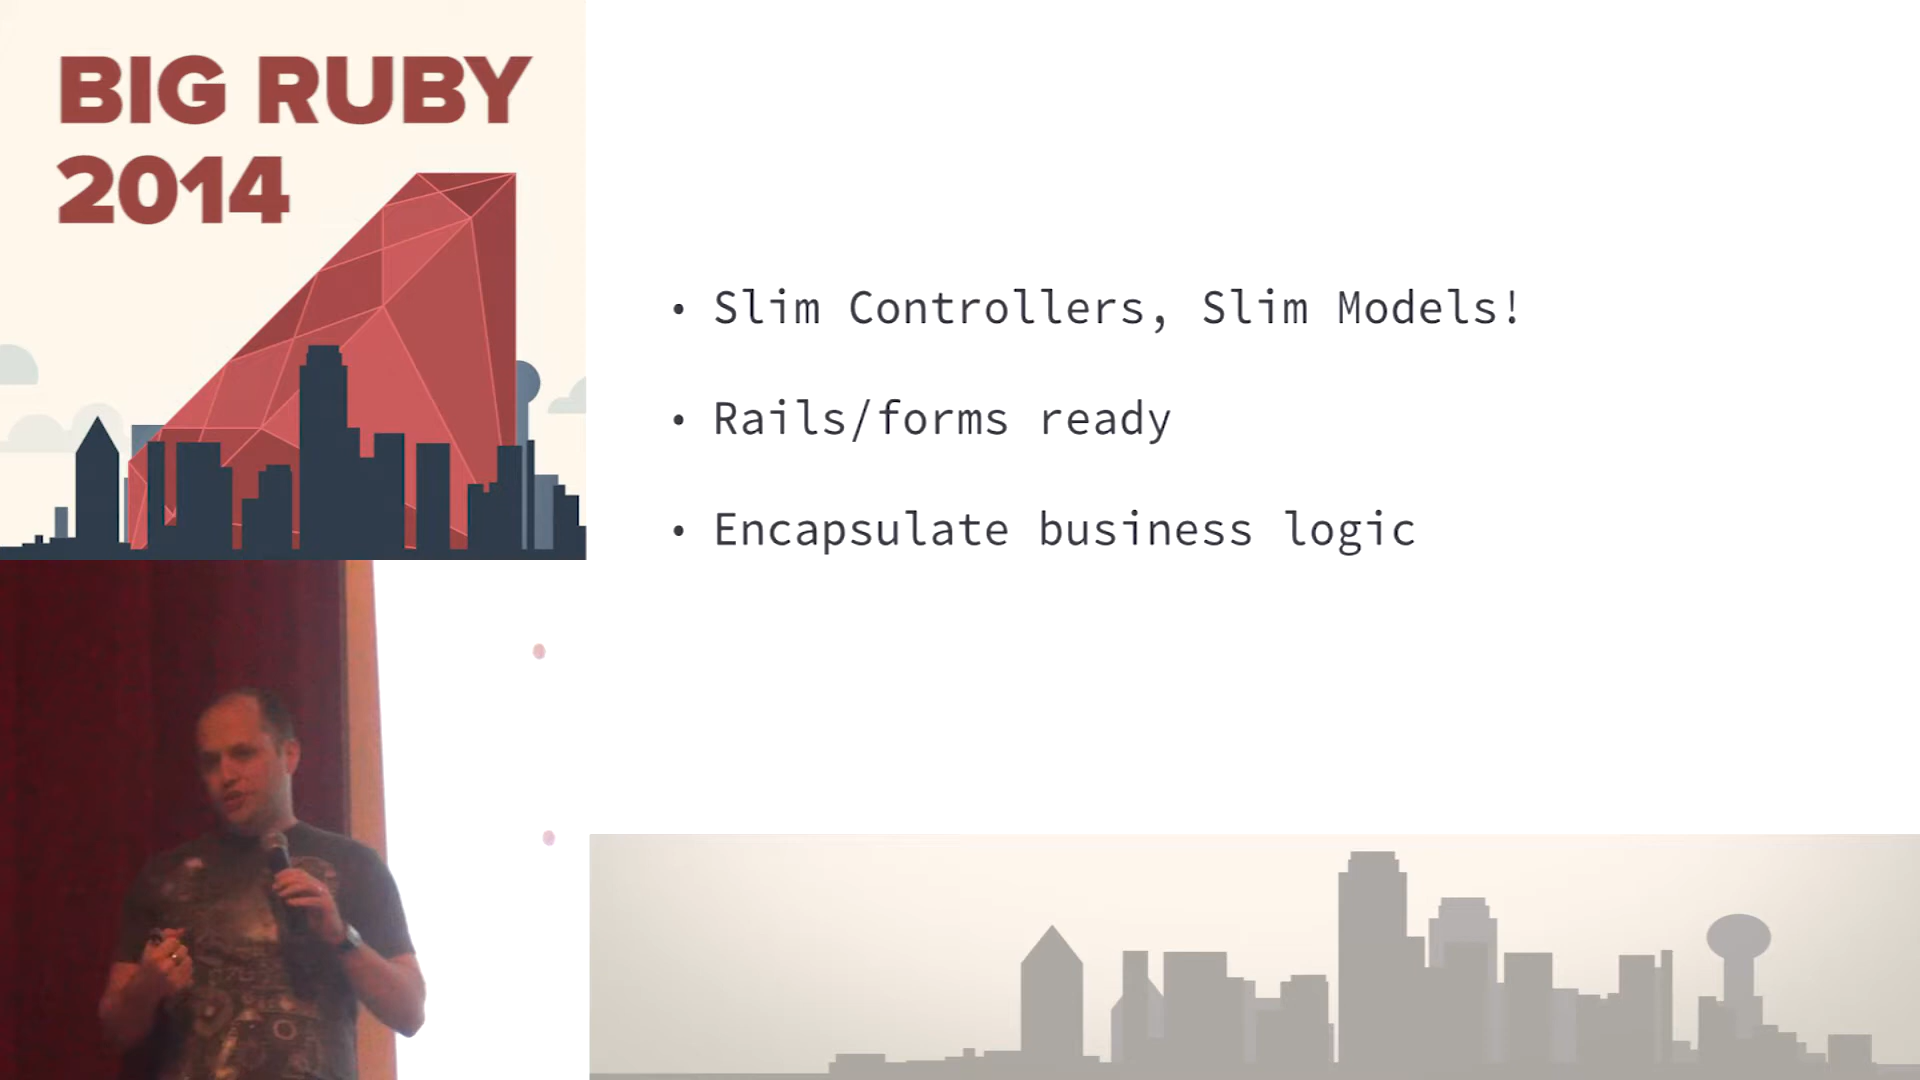 BIG RUBY
2014
• Slim Controllers, Slim Models!
• Rails/forms ready
• Encapsulate business logic